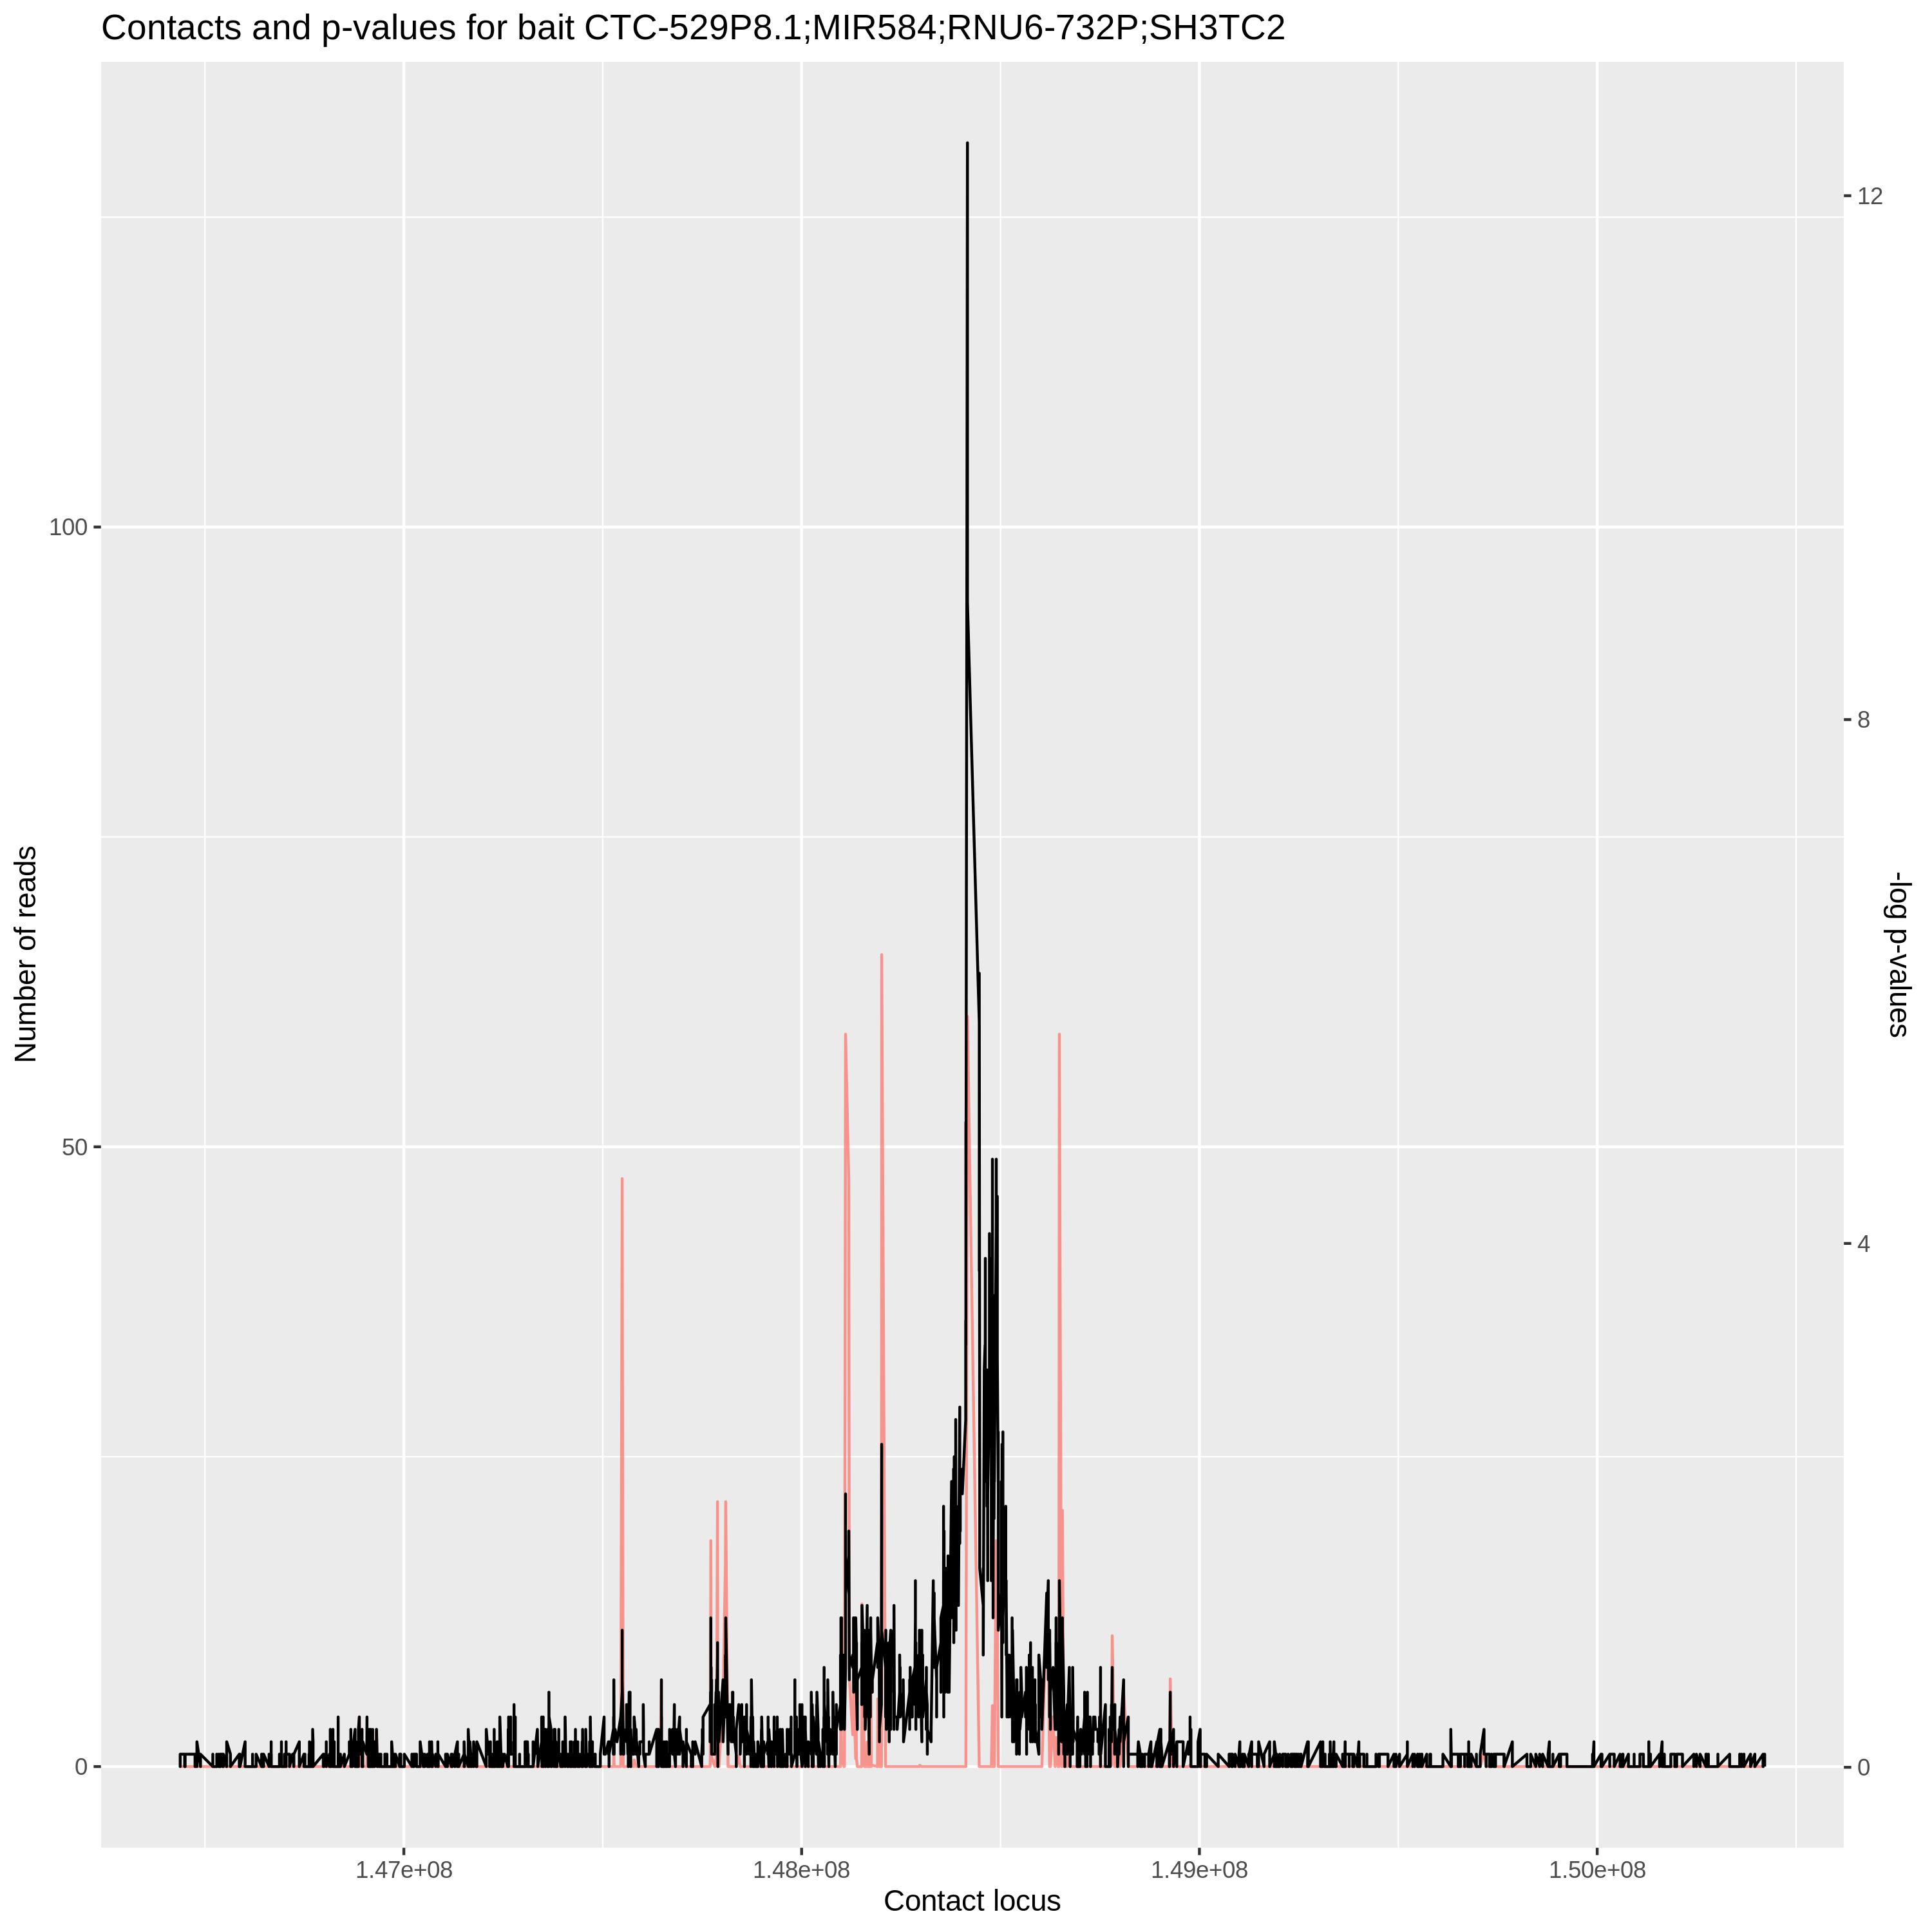 Contacts and p-values for bait CTC-529P8.1;MIR584;RNU6-732P;SH3TC2
12
100
8
Number of reads
-log p-values
50
4
0
0
1.47e+08
1.48e+08
1.49e+08
1.50e+08
Contact locus